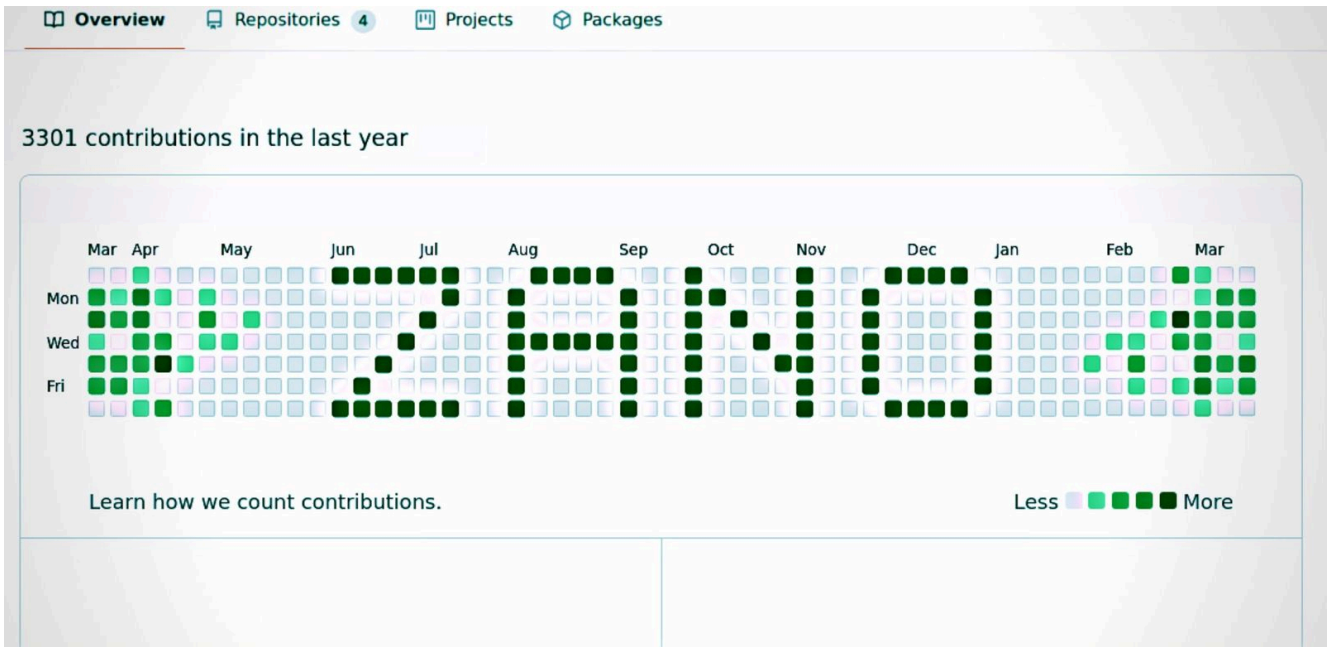 Overview Repositories 4 Projects Packages
3301 contributions in the last year
Mar Apr May Jun Jul Aug Sep Oct Nov Dec Jan Feb Mar
Mon
Wed
Fri
ZANO
Learn how we count contributions.
Less More